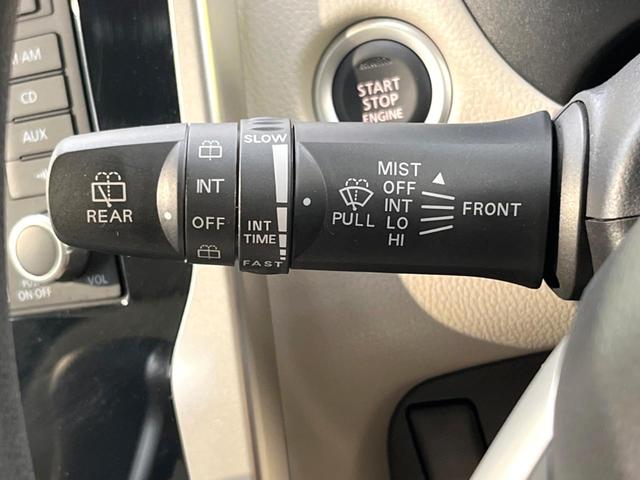 AM
CD
AUX
VOL
ON·OFF
START
STOP
ENGINE
REAR
INT
OFF
SLOW
INT
TIME
FAST
PULL
MIST
OFF
INT
LO
HI
FRONT